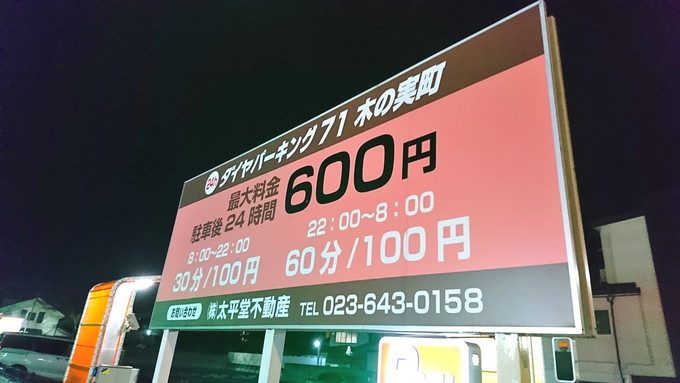 24h ダイヤパーキング71 木の実町
最大料金
駐車後24時間
600円
8:00~22:00
30分/100円
22:00~8:00
60分/100円
お問い合わせ ㈱太平堂不動産 TEL 023-643-0158